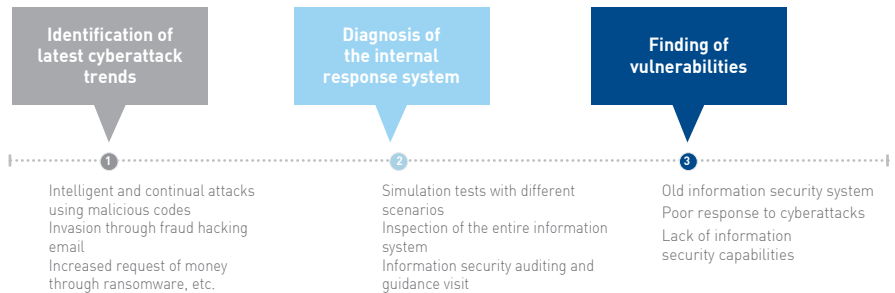 Identification of
latest cyberattack
trends
Diagnosis of
the internal
response system
Finding of
vulnerabilities
1
2
3
Intelligent and continual attacks
using malicious codes
Invasion through fraud hacking
email
Increased request of money
through ransomware, etc.
Simulation tests with different
scenarios
Inspection of the entire information
system
Information security auditing and
guidance visit
Old information security system
Poor response to cyberattacks
Lack of information
security capabilities